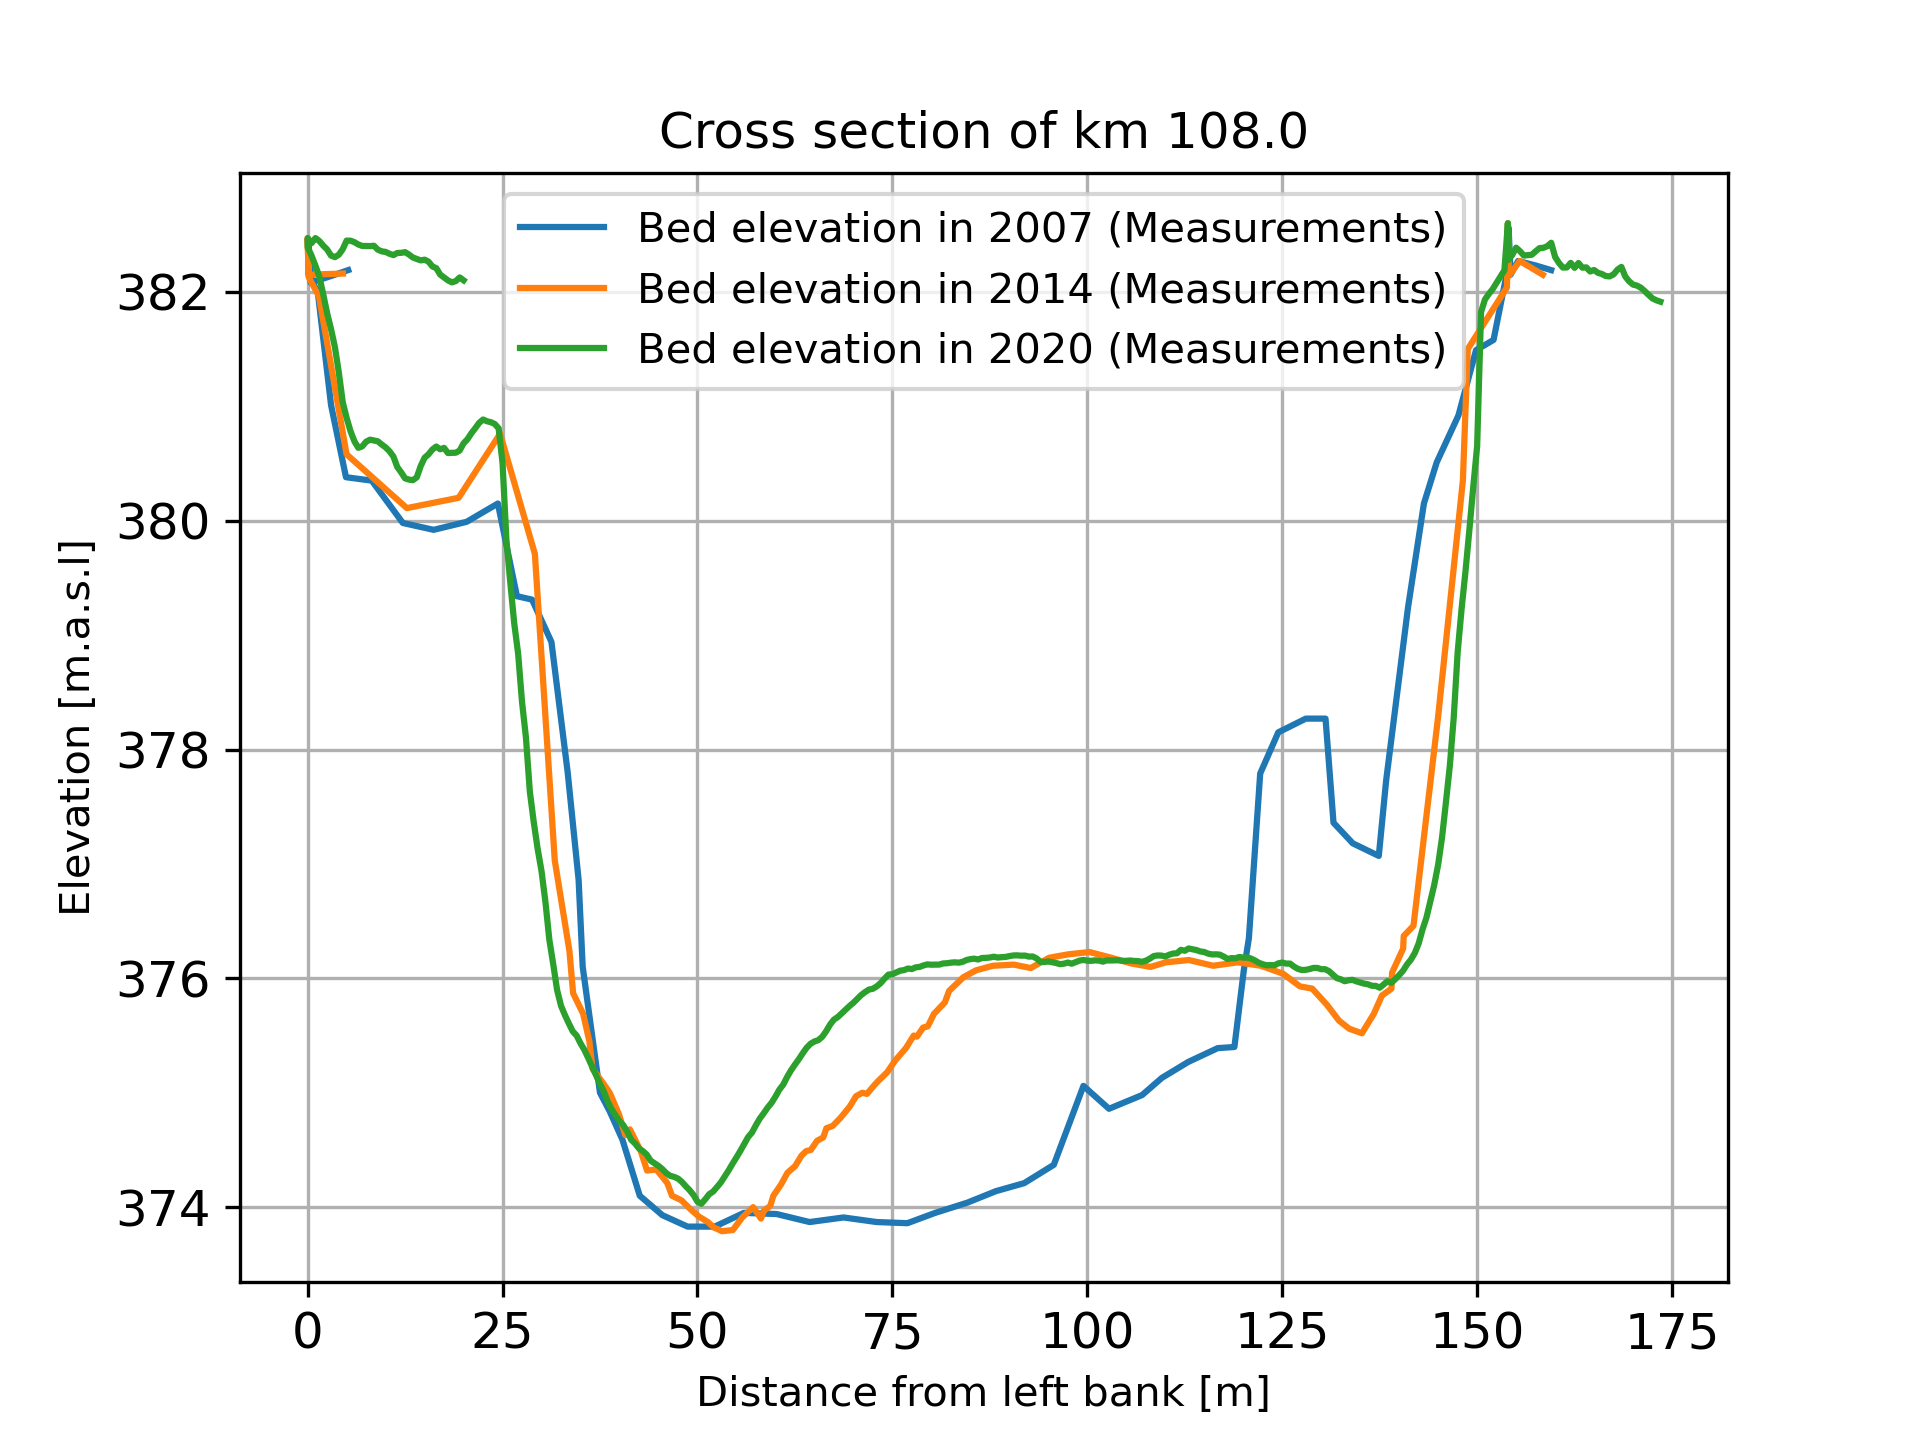 Cross section of km 108.0
Bed elevation in 2007 (Measurements)
Bed elevation in 2014 (Measurements)
Bed elevation in 2020 (Measurements)
Elevation [m.a.s.l]
382
380
378
376
374
0 25 50 75 100 125 150 175
Distance from left bank [m]